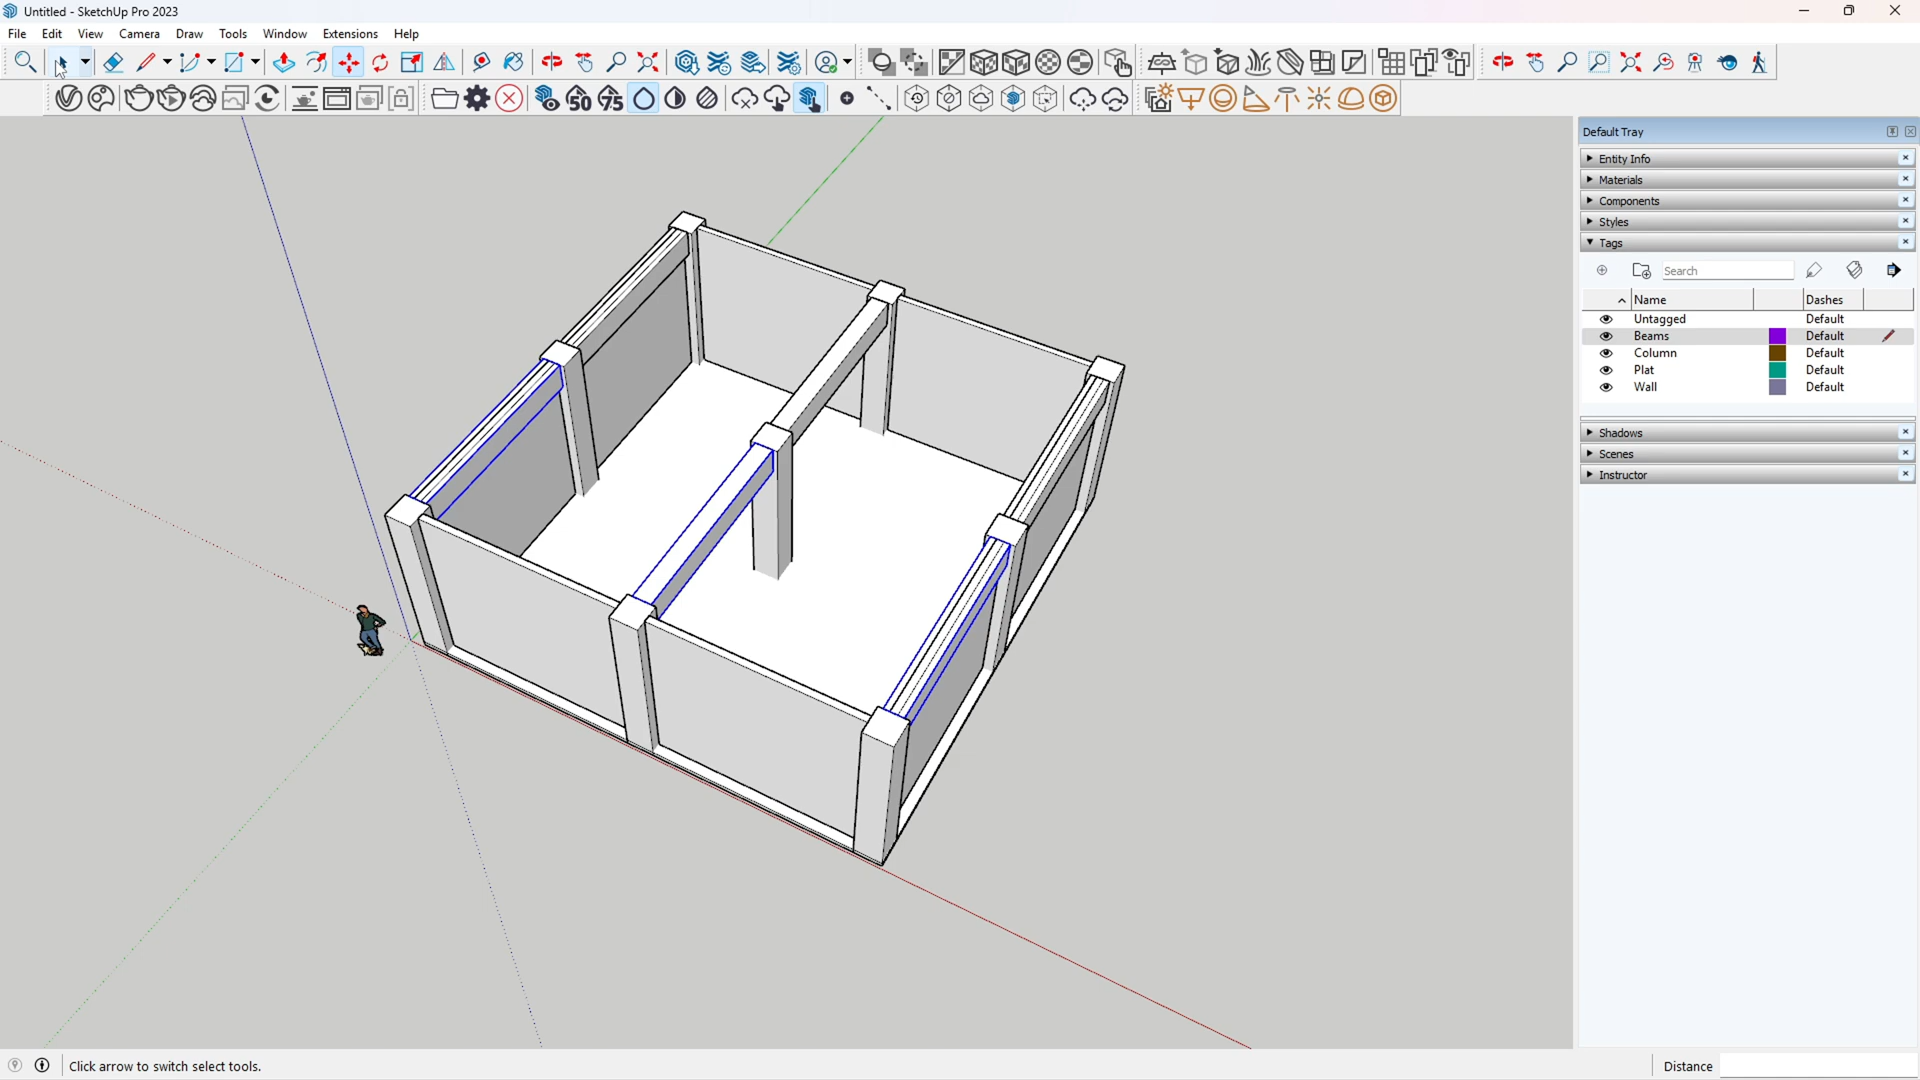 Untitled - SketchUp Pro 2023
File Edit View Camera Draw Tools Window Extensions Help
50 75
Default Tray
Entity Info
Materials
Components
Styles
Tags
Search
Name Dashes
Untagged Default
Beams Default
Column Default
Plat Default
Wall Default
Shadows
Scenes
Instructor
Click arrow to switch select tools.
Distance